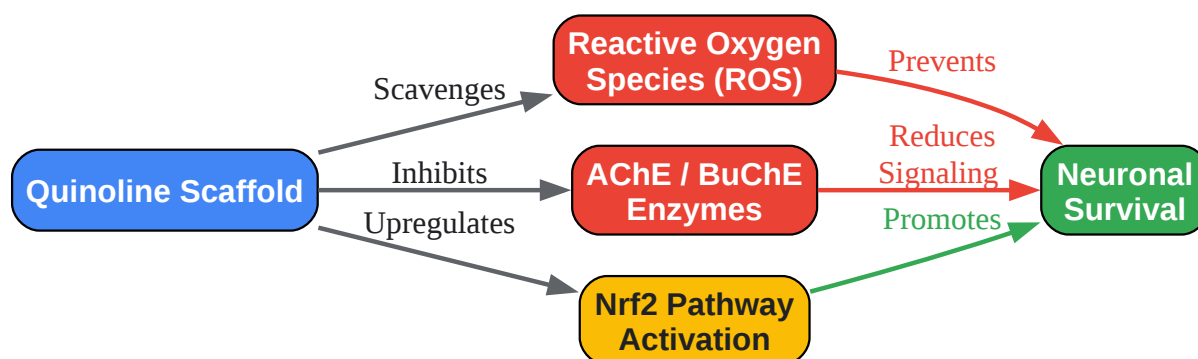 Reactive Oxygen
Species (ROS)
Prevents
Scavenges
Reduces
Signaling
Quinoline Scaffold
Inhibits
AChE / BuChE
Enzymes
Neuronal
Survival
Upregulates
Promotes
Nrf2 Pathway
Activation